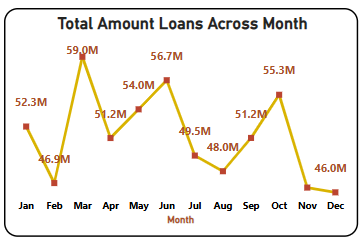 Total Amount Loans Across Month
52.3M
46.9M
59.0M
51.2M
54.0M
56.7M
49.5M
48.0M
51.2M
55.3M
46.0M
Jan Feb Mar Apr May Jun Jul Aug Sep Oct Nov Dec
Month